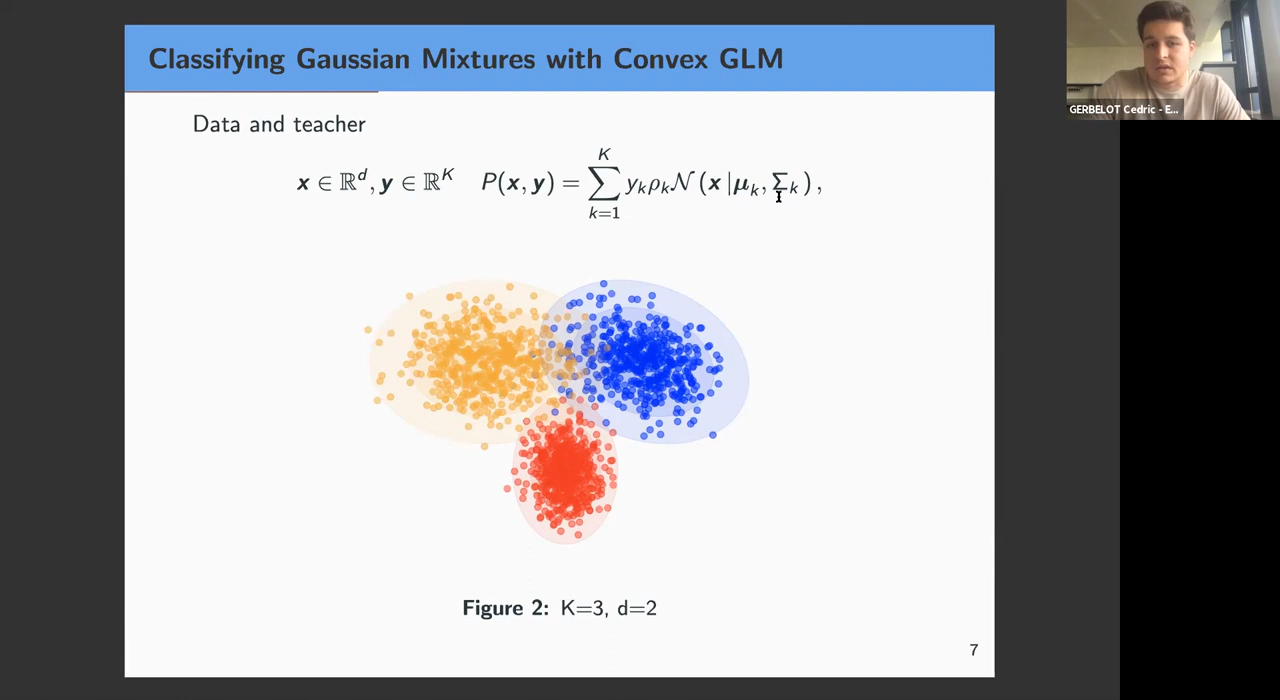 Classifying Gaussian Mixtures with Convex GLM
GERBELOT Cedric - E...
Data and teacher
x ∈ ℝ^d, y ∈ ℝ^K P(x, y) = ∑_{k=1}^{K} y_k ρ_k 𝒩(x | μ_k, Σ_k),
Figure 2: K=3, d=2
7